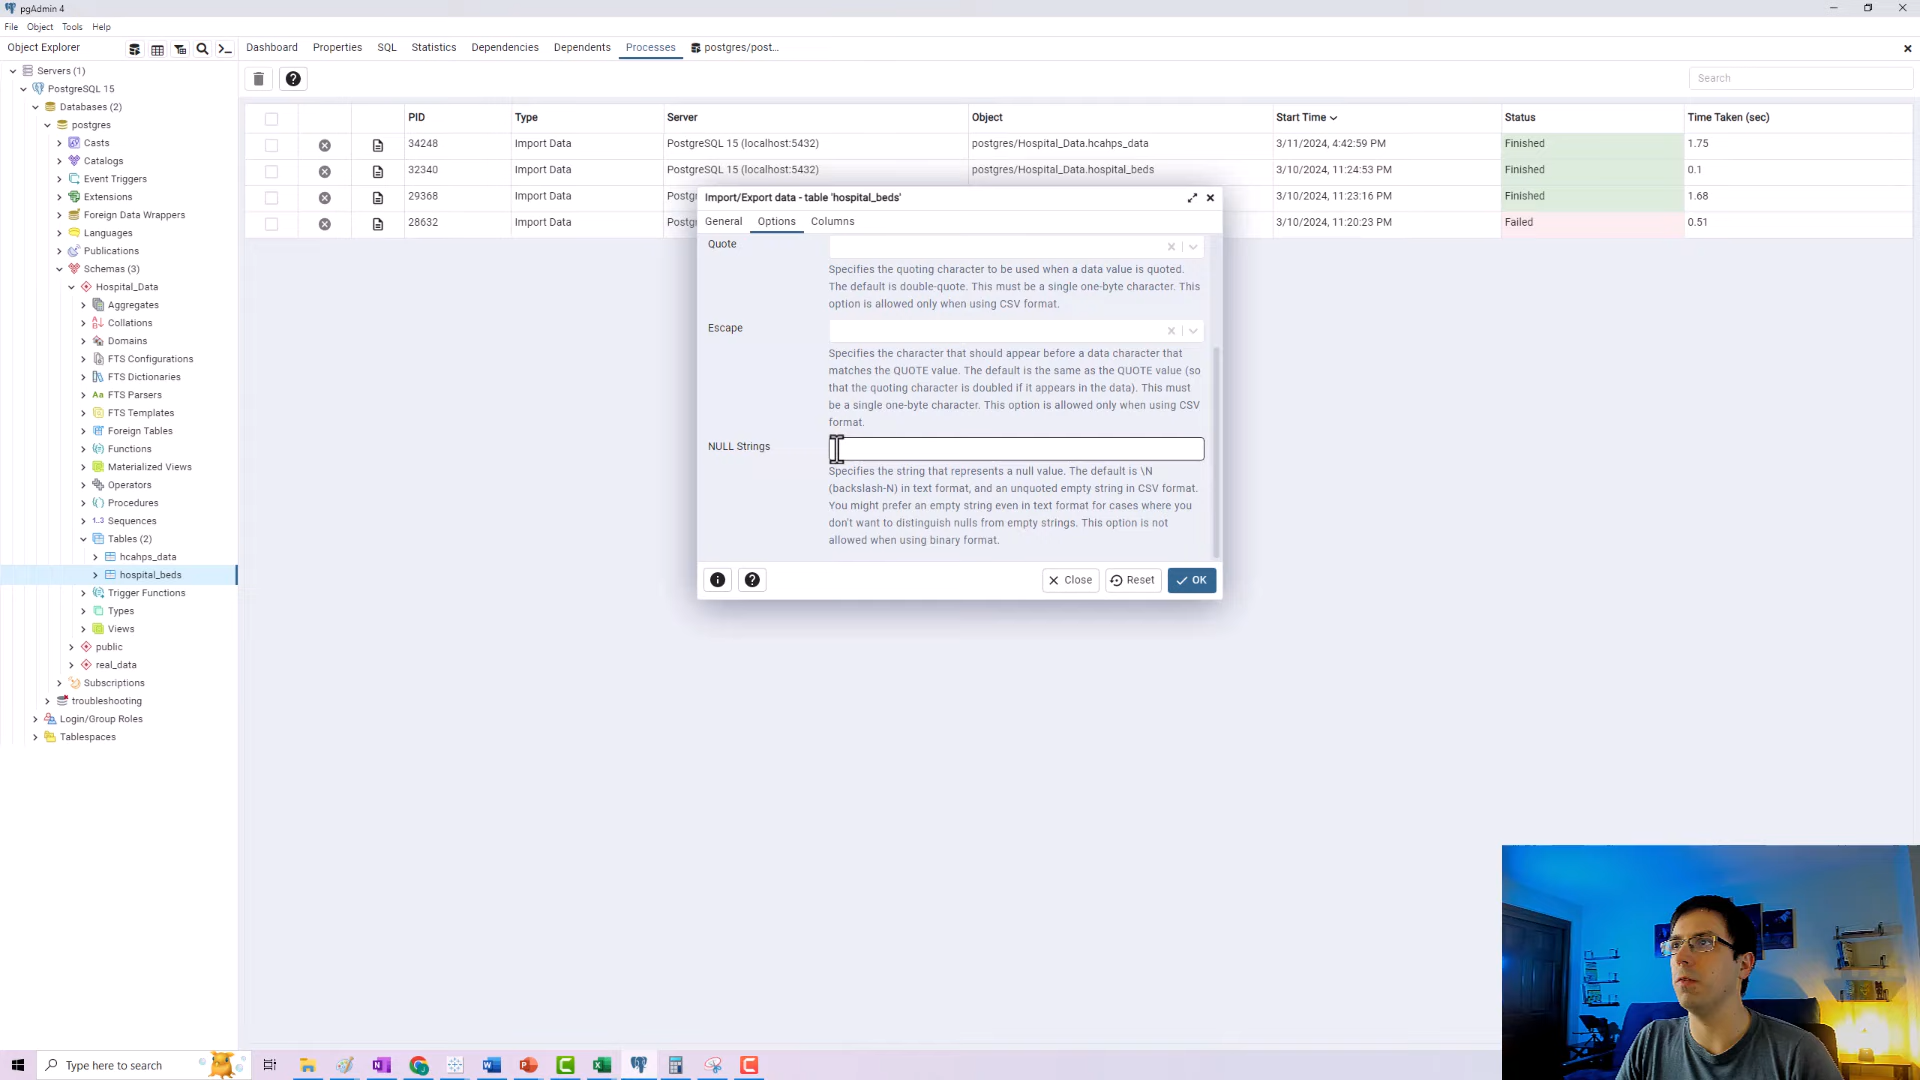 pgAdmin 4
File Object Tools Help
Object Explorer
Dashboard Properties SQL Statistics Dependencies Dependents Processes postgres/post...
Search
Servers (1)
PostgreSQL 15
Databases (2)
postgres
Casts
Catalogs
Event Triggers
Extensions
Foreign Data Wrappers
Languages
Publications
Schemas (3)
Hospital_Data
Aggregates
Collations
Domains
FTS Configurations
FTS Dictionaries
FTS Parsers
FTS Templates
Foreign Tables
Functions
Materialized Views
Operators
Procedures
Sequences
Tables (2)
hcahps_data
hospital_beds
Trigger Functions
Types
Views
public
real_data
Subscriptions
troubleshooting
Login/Group Roles
Tablespaces
PID Type Server Object Start Time Status Time Taken (sec)
34248 Import Data PostgreSQL 15 (localhost:5432) postgres/Hospital_Data.hcahps_data 3/11/2024, 4:42:59 PM Finished 1.75
32340 Import Data PostgreSQL 15 (localhost:5432) postgres/Hospital_Data.hospital_beds 3/10/2024, 11:24:53 PM Finished 0.1
29368 Import Data Postg 3/10/2024, 11:23:16 PM Finished 1.68
28632 Import Data Postg 3/10/2024, 11:20:23 PM Failed 0.51
Import/Export data - table 'hospital_beds'
General Options Columns
Quote
Specifies the quoting character to be used when a data value is quoted.
The default is double-quote. This must be a single one-byte character. This
option is allowed only when using CSV format.
Escape
Specifies the character that should appear before a data character that
matches the QUOTE value. The default is the same as the QUOTE value (so
that the quoting character is doubled if it appears in the data). This must
be a single one-byte character. This option is allowed only when using CSV
format.
NULL Strings
Specifies the string that represents a null value. The default is \N
(backslash-N) in text format, and an unquoted empty string in CSV format.
You might prefer an empty string even in text format for cases where you
don't want to distinguish nulls from empty strings. This option is not
allowed when using binary format.
Close Reset OK
Type here to search